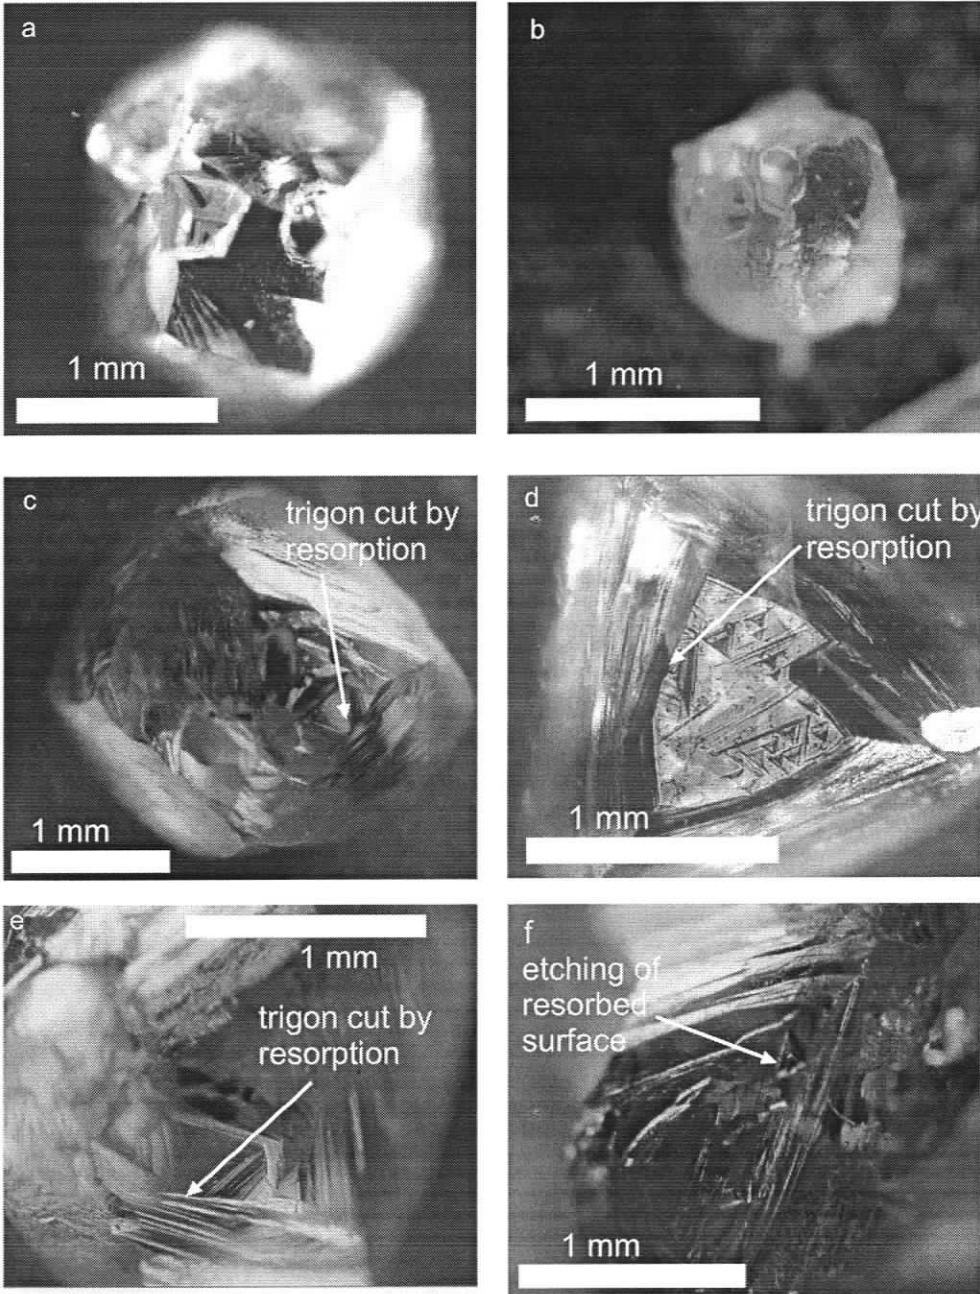 a
1 mm
b
1 mm
c
trigon cut by
resorption
1 mm
d
trigon cut by
resorption
1 mm
e
1 mm
trigon cut by
resorption
f
etching of
resorbed
surface
1 mm